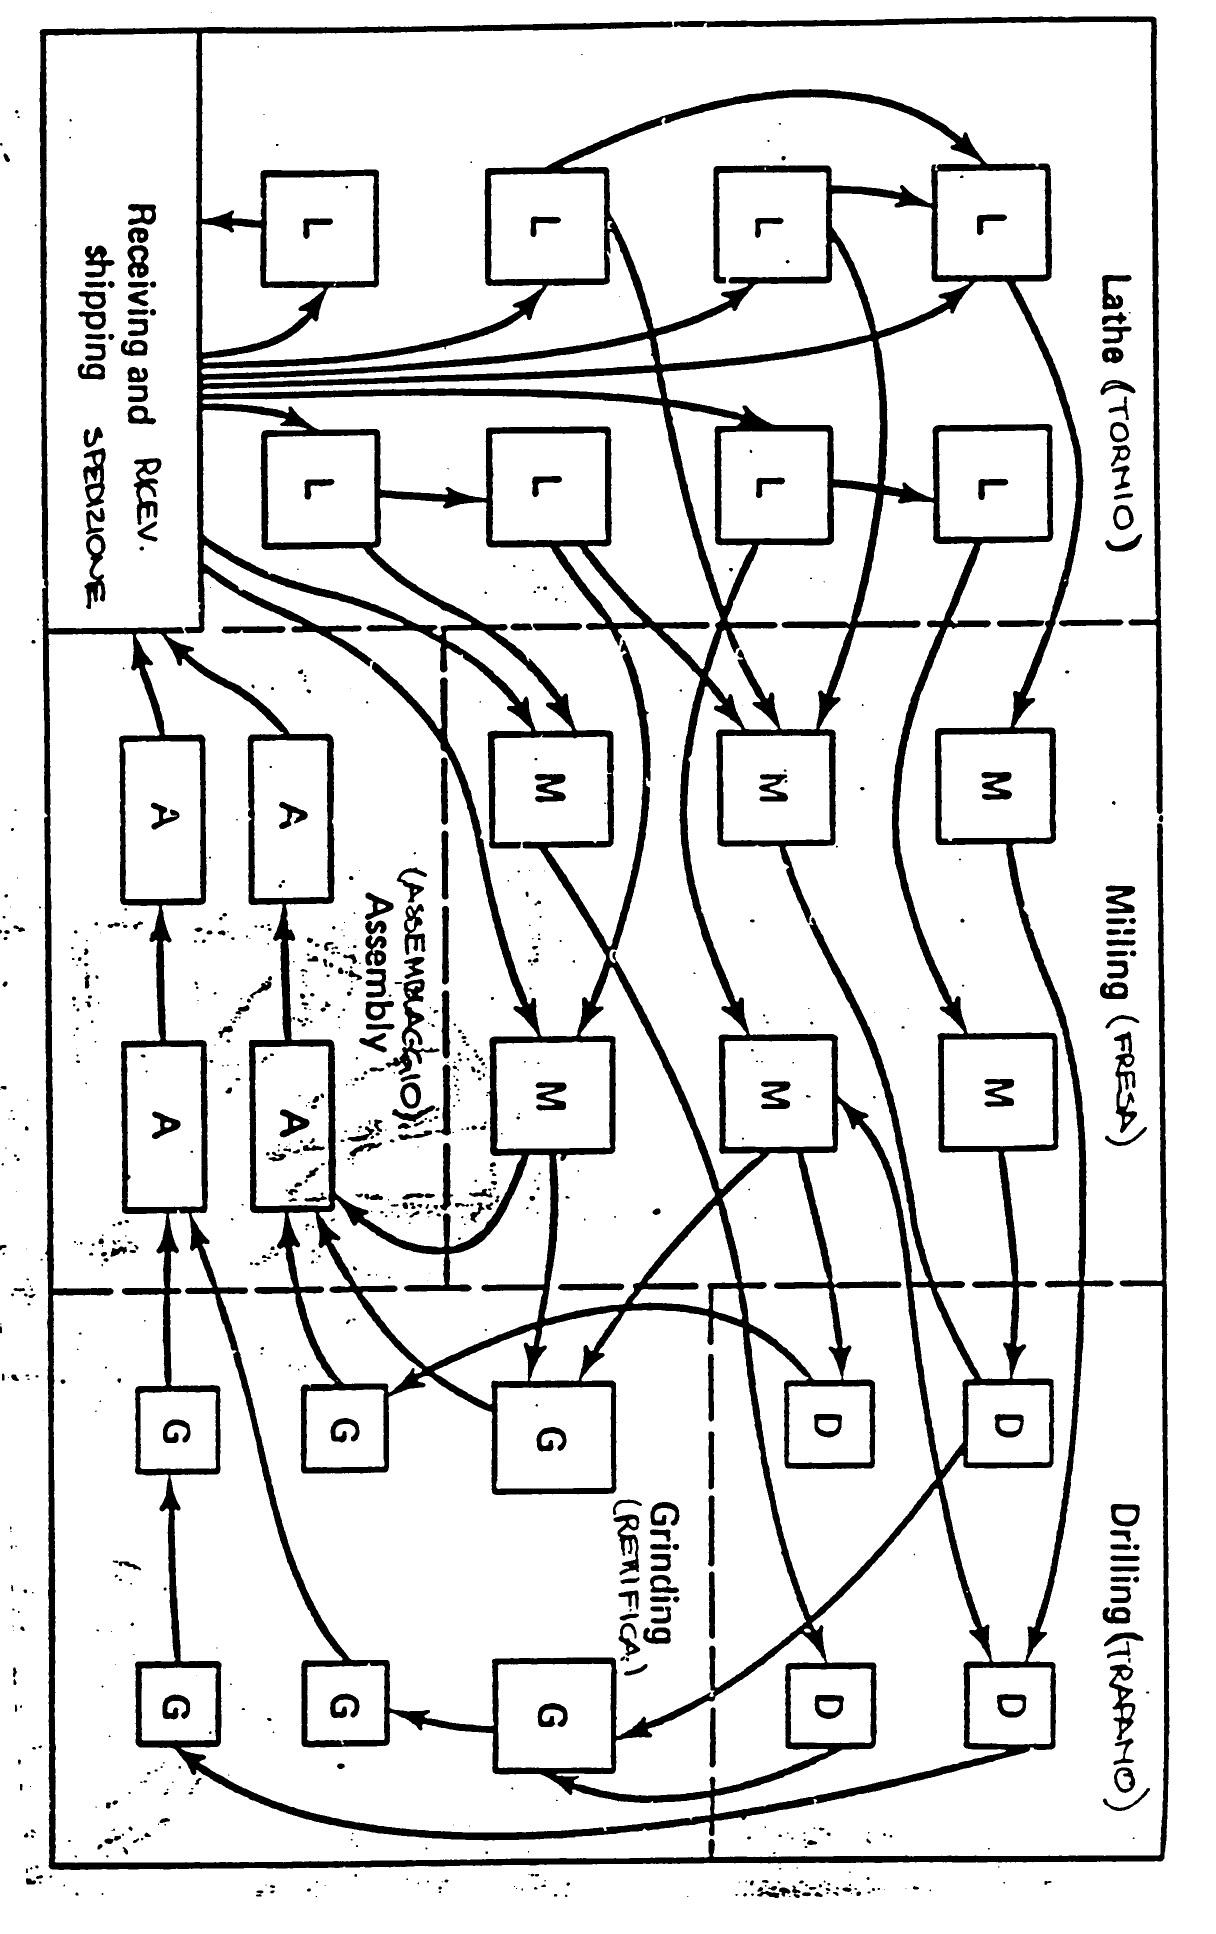 Lathe (TORNIO)
Milling (FRESA)
Drilling (TRAPANO)
L L M M D D
L L M M D D
Grinding
(RETTIFICA)
L L M M G G
(ASSEMBLAGGIO)
Assembly
L L A A G G
Receiving and RICEV.
shipping SPEDIZIONE
A A G G